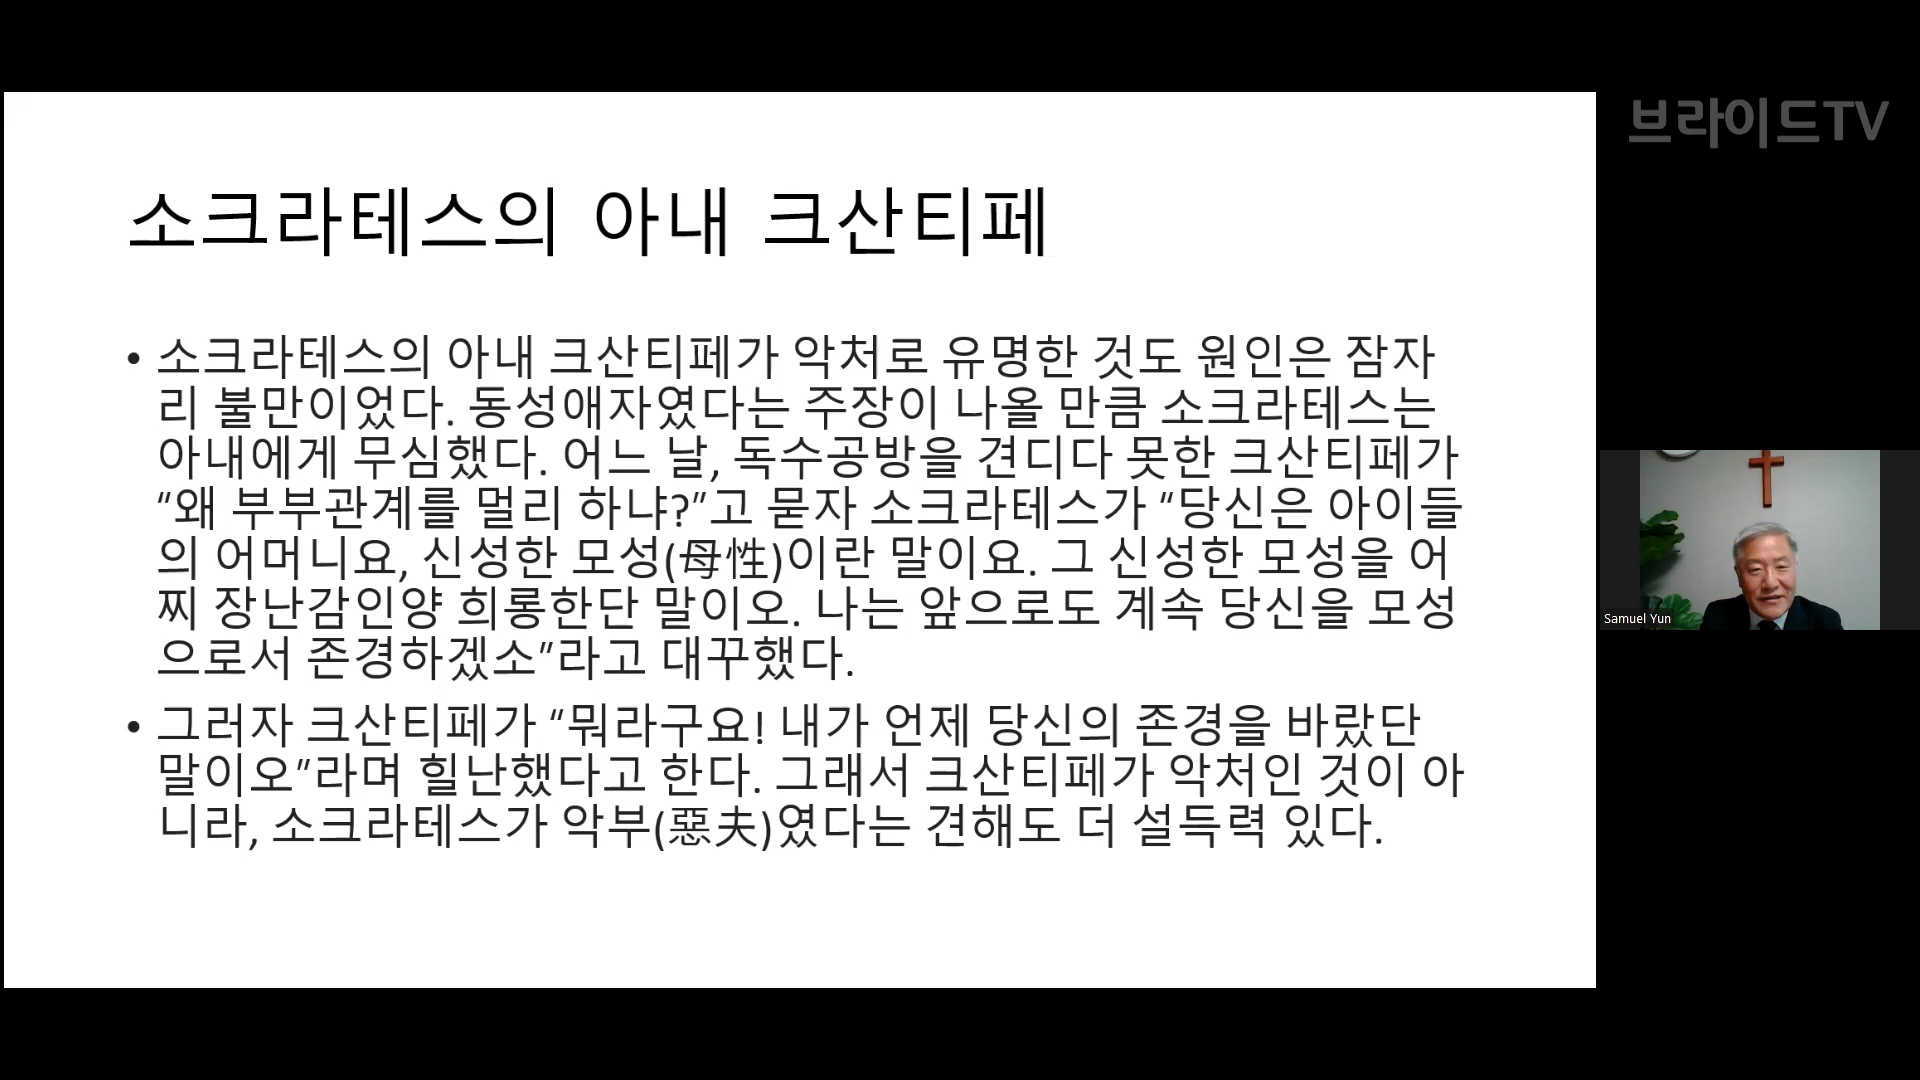 브라이드TV
소크라테스의 아내 크산티페
• 소크라테스의 아내 크산티페가 악처로 유명한 것도 원인은 잠자
리 불만이었다. 동성애자였다는 주장이 나올 만큼 소크라테스는
아내에게 무심했다. 어느 날, 독수공방을 견디다 못한 크산티페가
“왜 부부관계를 멀리 하냐?”고 묻자 소크라테스가 “당신은 아이들
의 어머니요, 신성한 모성(母性)이란 말이요. 그 신성한 모성을 어
찌 장난감인양 희롱한단 말이오. 나는 앞으로도 계속 당신을 모성
으로서 존경하겠소”라고 대꾸했다.
• 그러자 크산티페가 “뭐라구요! 내가 언제 당신의 존경을 바랐단
말이오”라며 힐난했다고 한다. 그래서 크산티페가 악처인 것이 아
니라, 소크라테스가 악부(惡夫)였다는 견해도 더 설득력 있다.
Samuel Yun